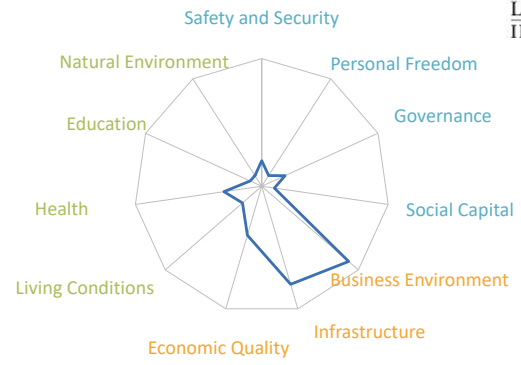 Safety and Security
Natural Environment
Personal Freedom
Education
Governance
Health
Social Capital
Living Conditions
Business Environment
Infrastructure
Economic Quality